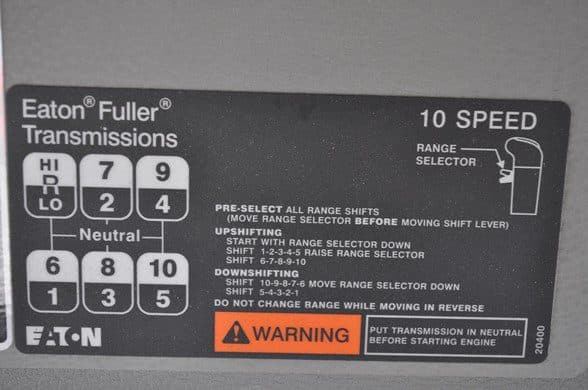 Eaton® Fuller®
Transmissions
10 SPEED
RANGE
SELECTOR
HI
R
LO
7
2
9
4
Neutral
6
1
8
3
10
5
PRE-SELECT ALL RANGE SHIFTS
(MOVE RANGE SELECTOR BEFORE MOVING SHIFT LEVER)
UPSHIFTING
START WITH RANGE SELECTOR DOWN
SHIFT 1-2-3-4-5 RAISE RANGE SELECTOR
SHIFT 6-7-8-9-10
DOWNSHIFTING
SHIFT 10-9-8-7-6 MOVE RANGE SELECTOR DOWN
SHIFT 5-4-3-2-1
DO NOT CHANGE RANGE WHILE MOVING IN REVERSE
EATON
WARNING
PUT TRANSMISSION IN NEUTRAL
BEFORE STARTING ENGINE
20400